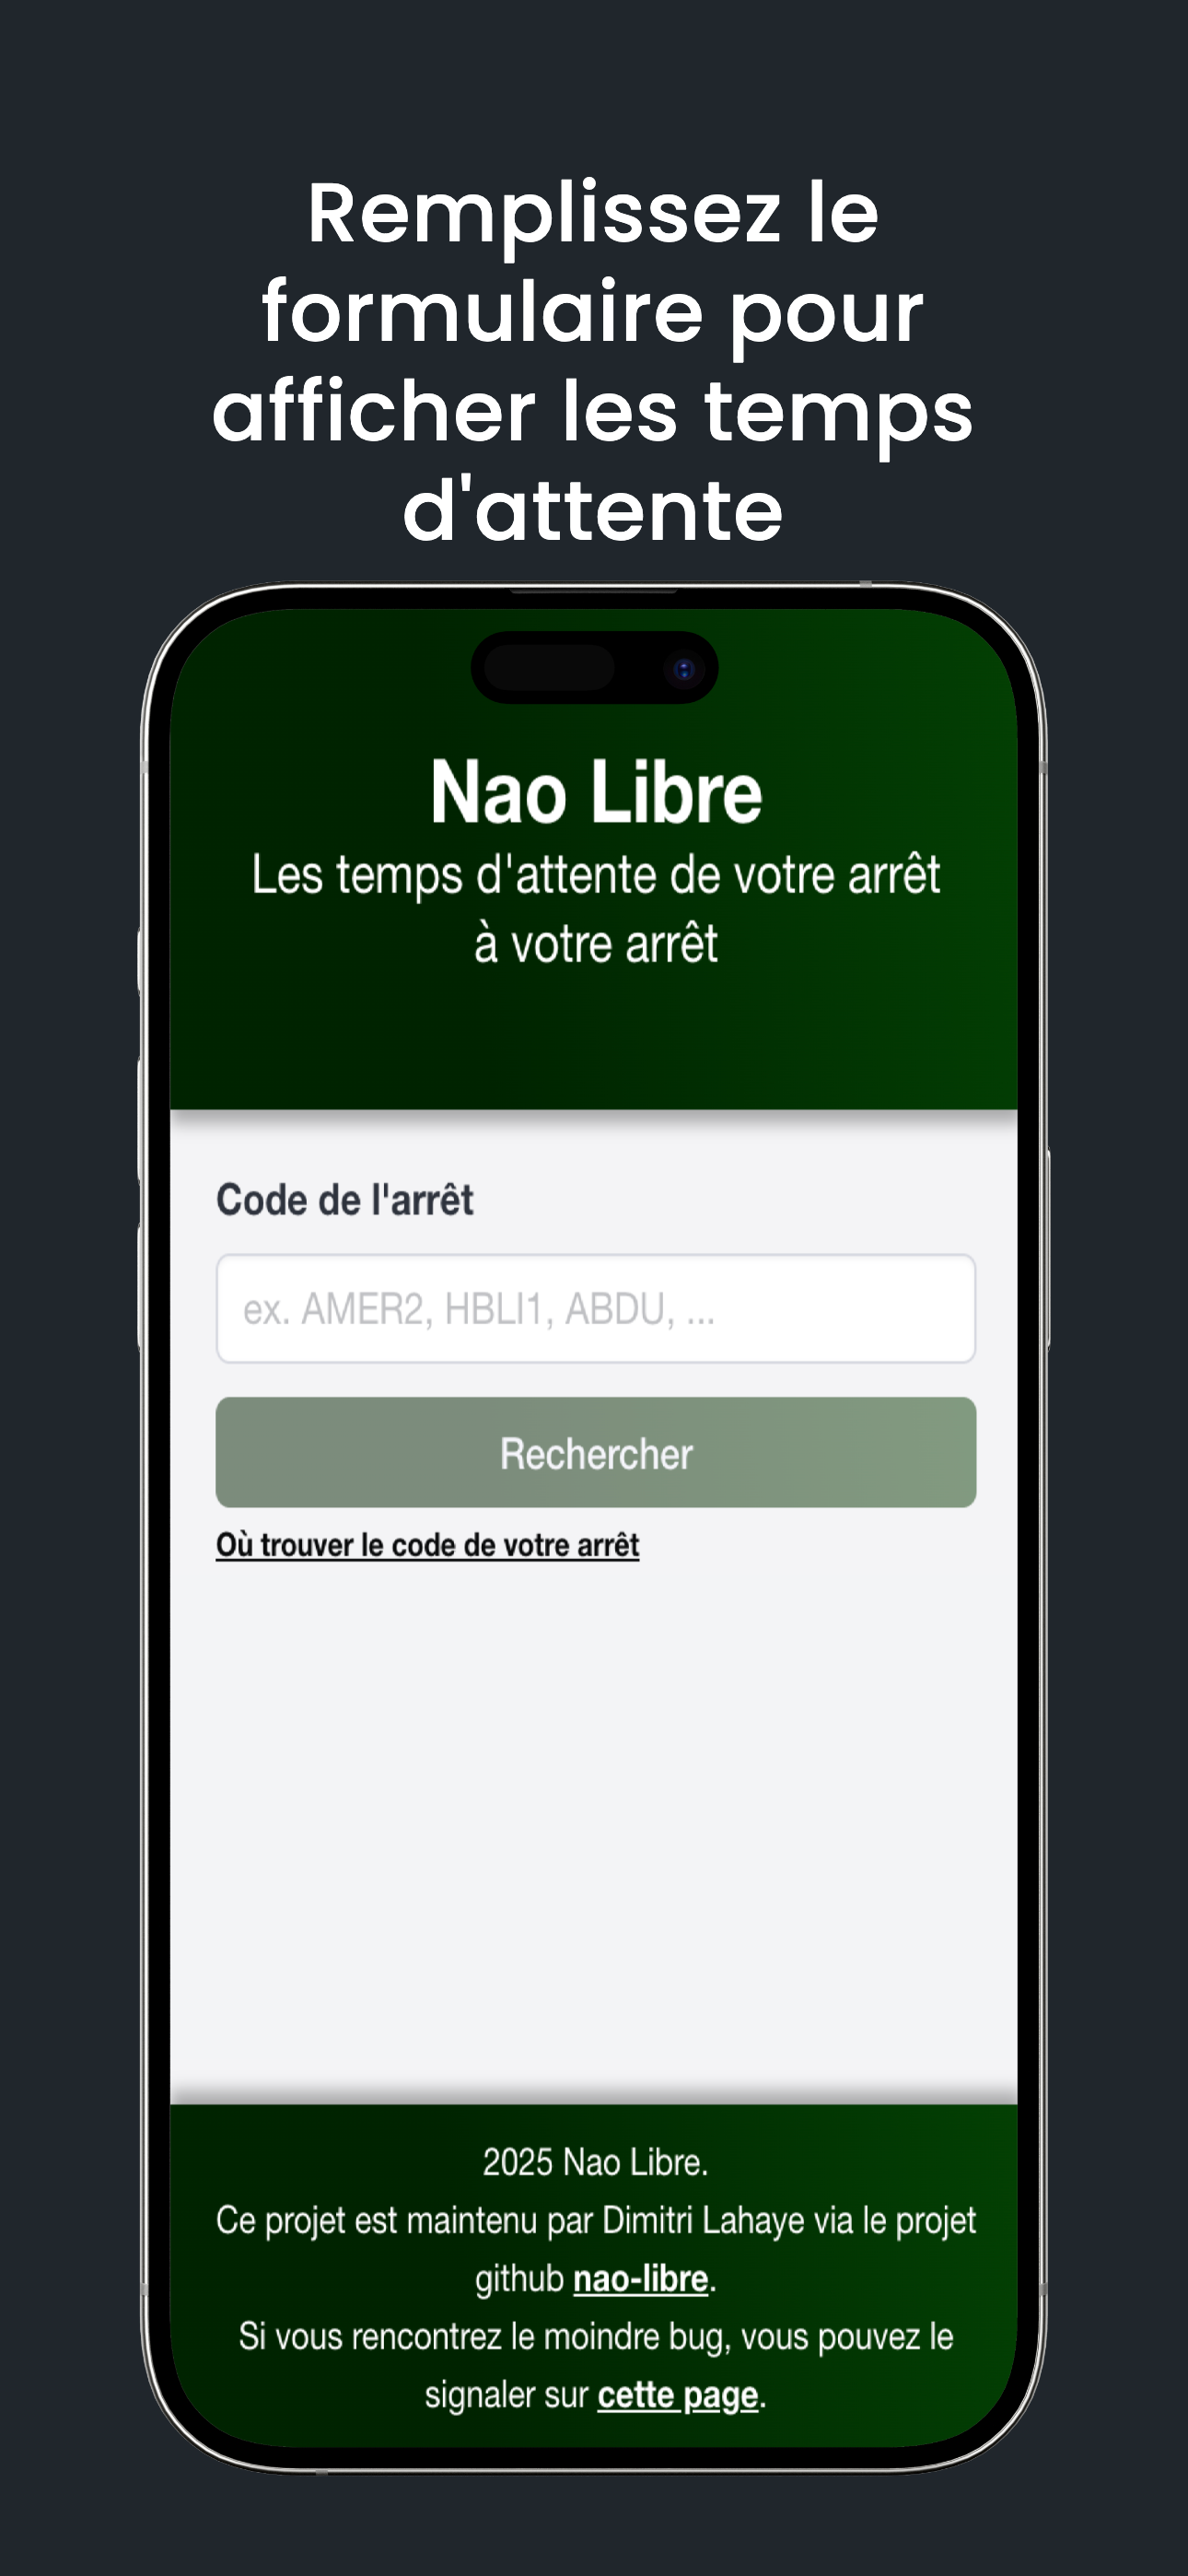 Remplissez le
formulaire pour
afficher les temps
d'attente
Nao Libre
Les temps d'attente de votre arrêt
à votre arrêt
Code de l'arrêt
ex. AMER2, HBLI1, ABDU, ...
Rechercher
Où trouver le code de votre arrêt
2025 Nao Libre.
Ce projet est maintenu par Dimitri Lahaye via le projet
github nao-libre.
Si vous rencontrez le moindre bug, vous pouvez le
signaler sur cette page.